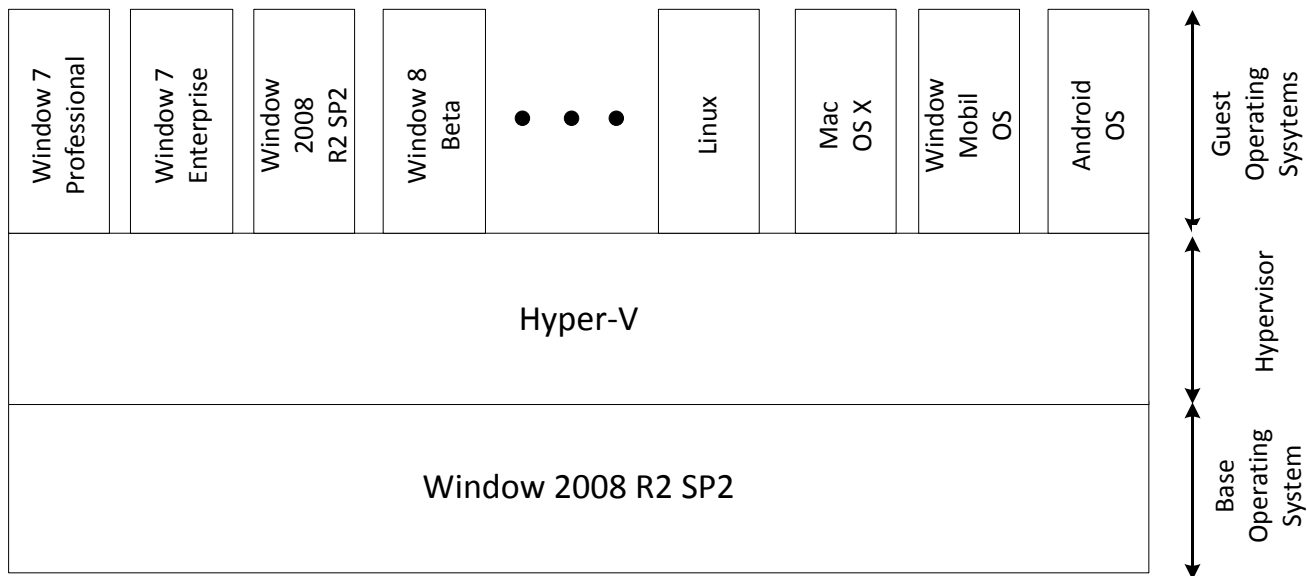 Window 7
Professional
Window 7
Enterprise
Window
2008
R2 SP2
Window 8
Beta
Linux
Mac
OS X
Window
Mobil
OS
Android
OS
Guest
Operating
Sysytems
Hyper-V
Hypervisor
Window 2008 R2 SP2
Base
Operating
System